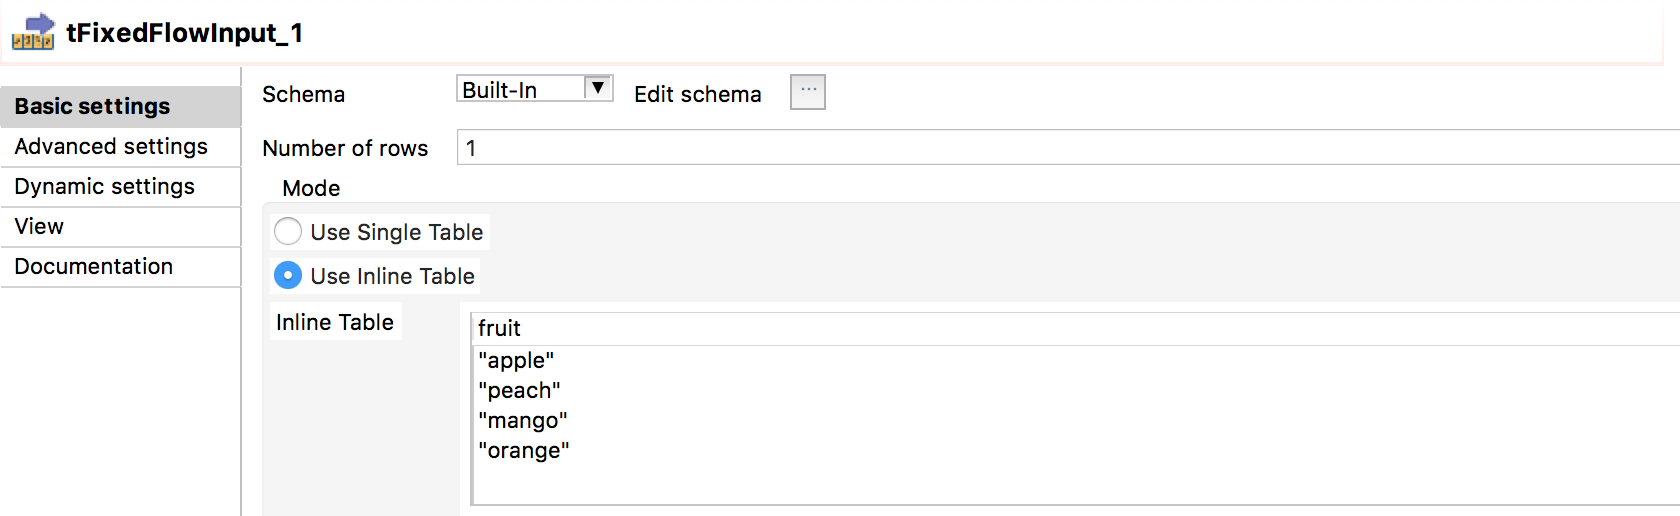 tFixedFlowInput_1
Basic settings
Advanced settings
Dynamic settings
View
Documentation
Schema Built-In Edit schema ...
Number of rows 1
Mode
Use Single Table
Use Inline Table
Inline Table
fruit
"apple"
"peach"
"mango"
"orange"